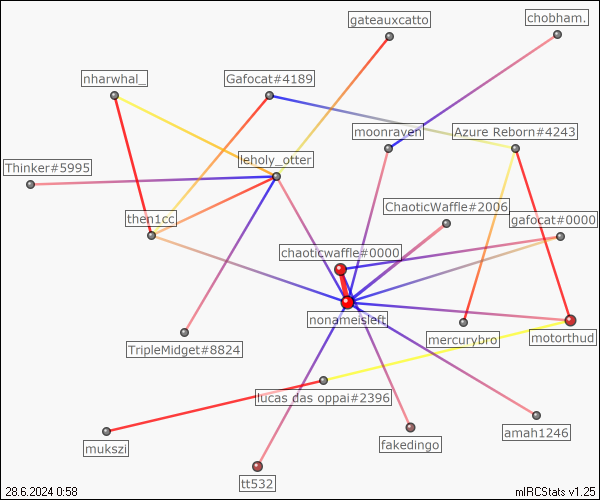 gateauxcatto
chobham.
nharwhal_
Gafocat#4189
moonraven
Azure Reborn#4243
leholy_otter
Thinker#5995
ChaoticWaffle#2006
then1cc
gafocat#0000
chaoticwaffle#0000
nonameisleft
TripleMidget#8824
mercurybro
motorthud
lucas das oppai#2396
mukszi
fakedingo
amah1246
tt532
28.6.2024 0:58
mIRCStats v1.25